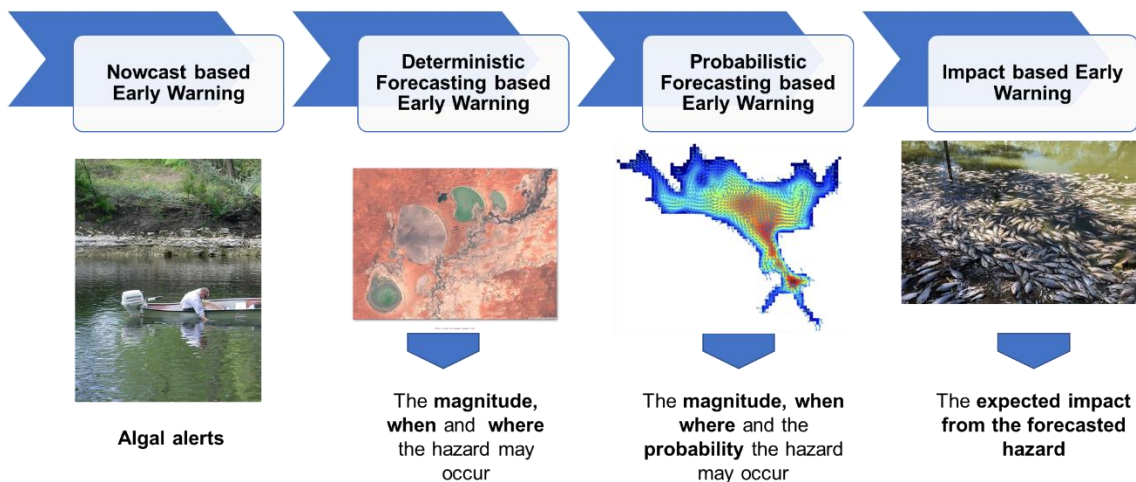 Nowcast based
Early Warning
Deterministic
Forecasting based
Early Warning
Probabilistic
Forecasting based
Early Warning
Impact based Early
Warning
Algal alerts
The magnitude,
when and where
the hazard may
occur
The magnitude, when
where and the
probability the hazard
may occur
The expected impact
from the forecasted
hazard